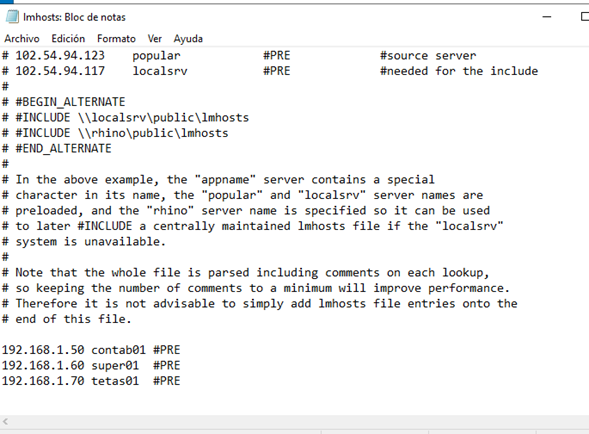 lmhosts: Bloc de notas
Archivo Edición Formato Ver Ayuda
# 102.54.94.123    popular            #PRE             #source server
# 102.54.94.117    localsrv           #PRE             #needed for the include
#
# #BEGIN_ALTERNATE
# #INCLUDE \\localsrv\public\lmhosts
# #INCLUDE \\rhino\public\lmhosts
# #END_ALTERNATE
#
# In the above example, the "appname" server contains a special
# character in its name, the "popular" and "localsrv" server names are
# preloaded, and the "rhino" server name is specified so it can be used
# to later #INCLUDE a centrally maintained lmhosts file if the "localsrv"
# system is unavailable.
#
# Note that the whole file is parsed including comments on each lookup,
# so keeping the number of comments to a minimum will improve performance.
# Therefore it is not advisable to simply add lmhosts file entries onto the
# end of this file.
192.168.1.50 contab01 #PRE
192.168.1.60 super01  #PRE
192.168.1.70 tetas01  #PRE